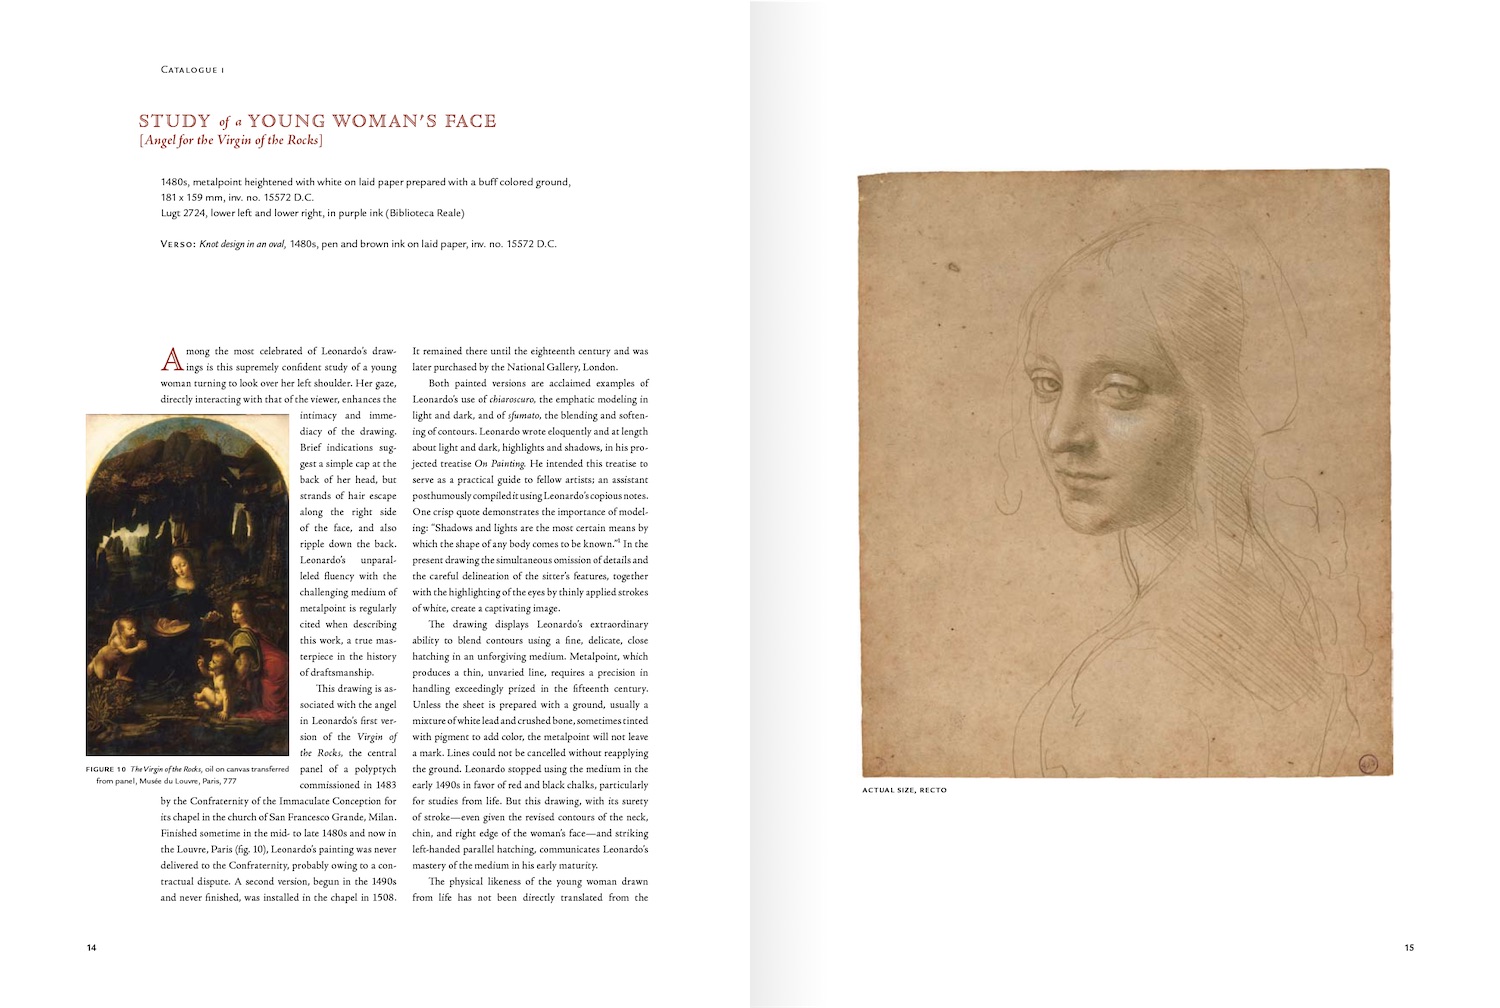 Catalogue 1
STUDY of a YOUNG WOMAN'S FACE
[Angel for the Virgin of the Rocks]
1480s, metalpoint heightened with white on laid paper prepared with a buff colored ground,
181 x 159 mm, inv. no. 15572 D.C.
Lugt 2724, lower left and lower right, in purple ink (Biblioteca Reale)
Verso: Knot design in an oval, 1480s, pen and brown ink on laid paper, inv. no. 15572 D.C.
Among the most celebrated of Leonardo's draw-
ings is this supremely confident study of a young
woman turning to look over her left shoulder. Her gaze,
directly interacting with that of the viewer, enhances the
intimacy and imme-
diacy of the drawing.
Brief indications sug-
gest a simple cap at the
back of her head, but
strands of hair escape
along the right side
of the face, and also
ripple down the back.
Leonardo's unparal-
leled fluency with the
challenging medium of
metalpoint is regularly
cited when describing
this work, a true mas-
terpiece in the history
of draftsmanship.
This drawing is as-
sociated with the angel
in Leonardo's first ver-
sion of the Virgin of
the Rocks, the central
panel of a polyptych
commissioned in 1483
by the Confraternity of the Immaculate Conception for
its chapel in the church of San Francesco Grande, Milan.
Finished sometime in the mid- to late 1480s and now in
the Louvre, Paris (fig. 10), Leonardo's painting was never
delivered to the Confraternity, probably owing to a con-
tractual dispute. A second version, begun in the 1490s
and never finished, was installed in the chapel in 1508.
FIGURE 10 The Virgin of the Rocks, oil on canvas transferred
from panel, Musée du Louvre, Paris, 777
It remained there until the eighteenth century and was
later purchased by the National Gallery, London.
Both painted versions are acclaimed examples of
Leonardo's use of chiaroscuro, the emphatic modeling in
light and dark, and of sfumato, the blending and soften-
ing of contours. Leonardo wrote eloquently and at length
about light and dark, highlights and shadows, in his pro-
jected treatise On Painting. He intended this treatise to
serve as a practical guide to fellow artists; an assistant
posthumously compiled it using Leonardo's copious notes.
One crisp quote demonstrates the importance of model-
ing: "Shadows and lights are the most certain means by
which the shape of any body comes to be known."¹ In the
present drawing the simultaneous omission of details and
the careful delineation of the sitter's features, together
with the highlighting of the eyes by thinly applied strokes
of white, create a captivating image.
The drawing displays Leonardo's extraordinary
ability to blend contours using a fine, delicate, close
hatching in an unforgiving medium. Metalpoint, which
produces a thin, unvaried line, requires a precision in
handling exceedingly prized in the fifteenth century.
Unless the sheet is prepared with a ground, usually a
mixture of white lead and crushed bone, sometimes tinted
with pigment to add color, the metalpoint will not leave
a mark. Lines could not be cancelled without reapplying
the ground. Leonardo stopped using the medium in the
early 1490s in favor of red and black chalks, particularly
for studies from life. But this drawing, with its surety
of stroke—even given the revised contours of the neck,
chin, and right edge of the woman's face—and striking
left-handed parallel hatching, communicates Leonardo's
mastery of the medium in his early maturity.
The physical likeness of the young woman drawn
from life has not been directly translated from the
14
ACTUAL SIZE, RECTO
15